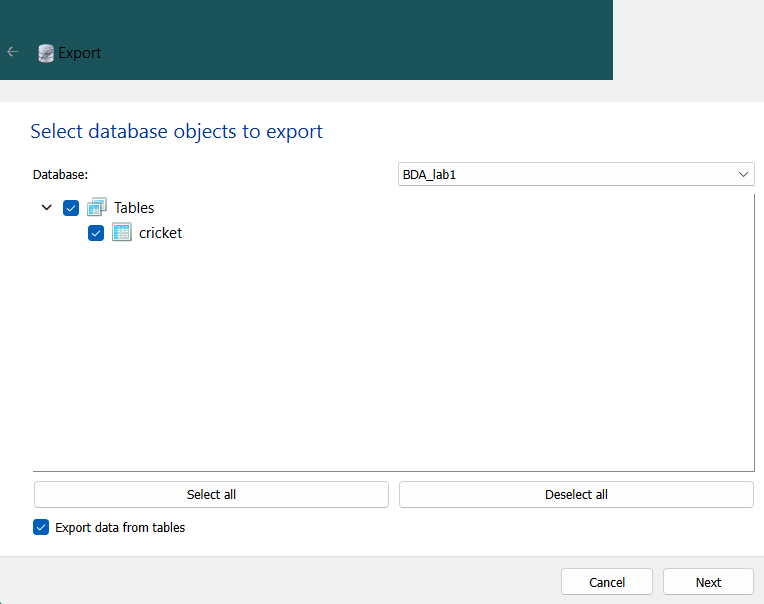 Export
Select database objects to export
Database:
BDA_lab1
Tables
cricket
Select all
Deselect all
Export data from tables
Cancel
Next